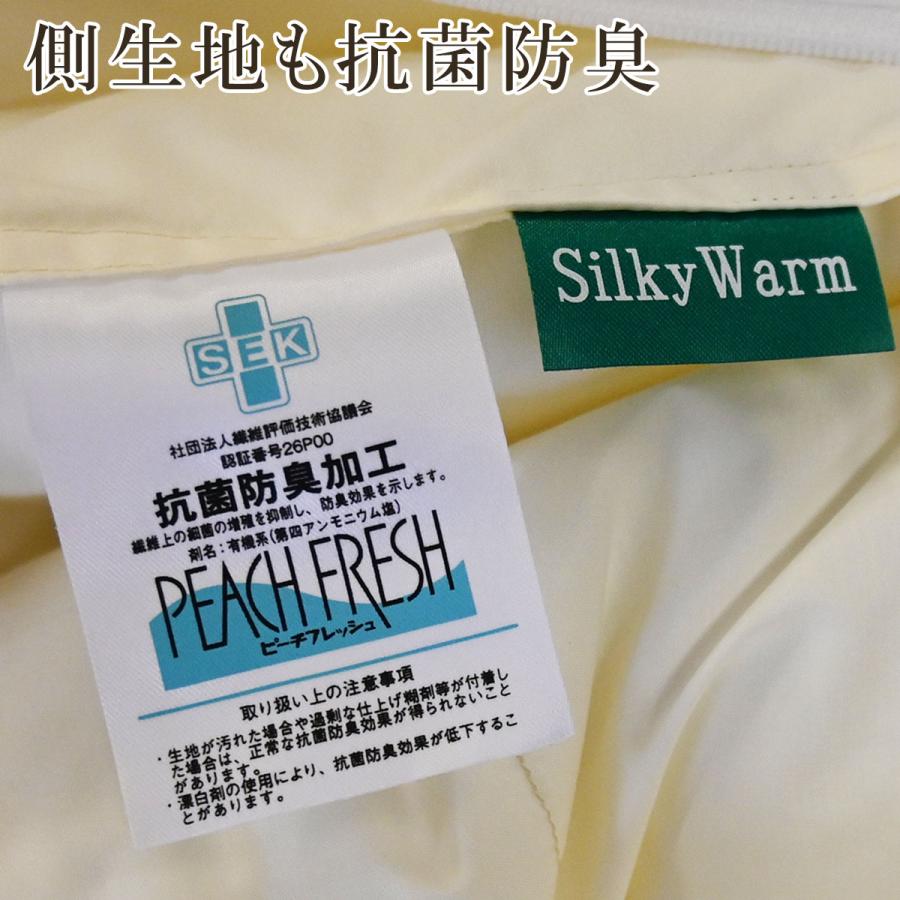 側生地も抗菌防臭
SilkyWarm
SEK
社団法人繊維評価技術協議会
認証番号26P00
抗菌防臭加工
繊維上の細菌の増殖を抑制し、防臭効果を示します。
剤名：有機系(第四アンモニウム塩)
PEACH FRESH
ピーチフレッシュ
取り扱い上の注意事項
・生地が汚れた場合や過剰な仕上げ糊剤等が付着し
た場合は、正常な抗菌防臭効果が得られないこと
があります。
・漂白剤の使用により、抗菌防臭効果が低下するこ
とがあります。